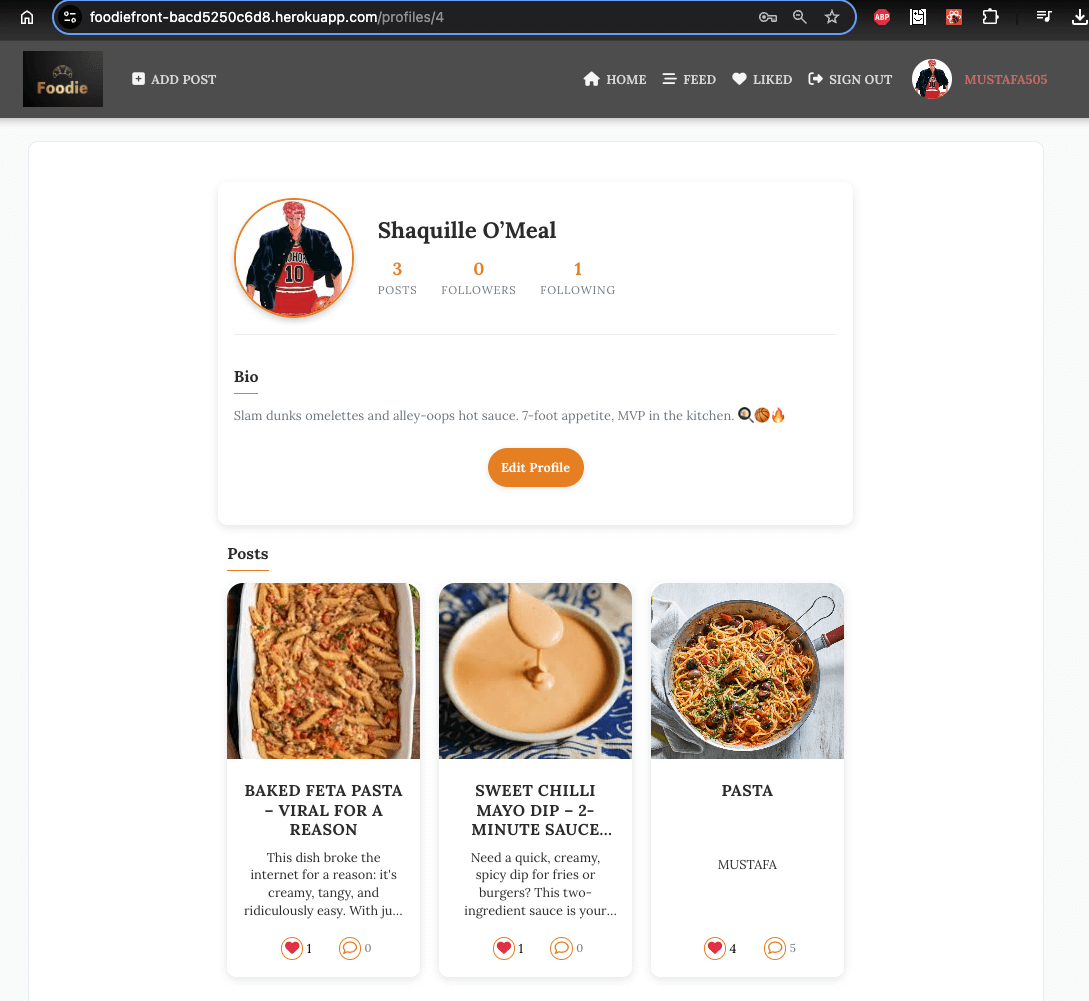 foodiefront-bacd5250c6d8.herokuapp.com/profiles/4
ABP
Foodie
ADD POST
HOME
FEED
LIKED
SIGN OUT
MUSTAFA505
Shaquille O’Meal
3 0 1
POSTS FOLLOWERS FOLLOWING
10
Bio
Slam dunks omelettes and alley-oops hot sauce. 7-foot appetite, MVP in the kitchen. 🍳🏀🔥
Edit Profile
Posts
BAKED FETA PASTA
– VIRAL FOR A
REASON
This dish broke the
internet for a reason: it's
creamy, tangy, and
ridiculously easy. With ju…
1 0
SWEET CHILLI
MAYO DIP – 2-
MINUTE SAUCE…
Need a quick, creamy,
spicy dip for fries or
burgers? This two-
ingredient sauce is your…
1 0
PASTA
MUSTAFA
4 5